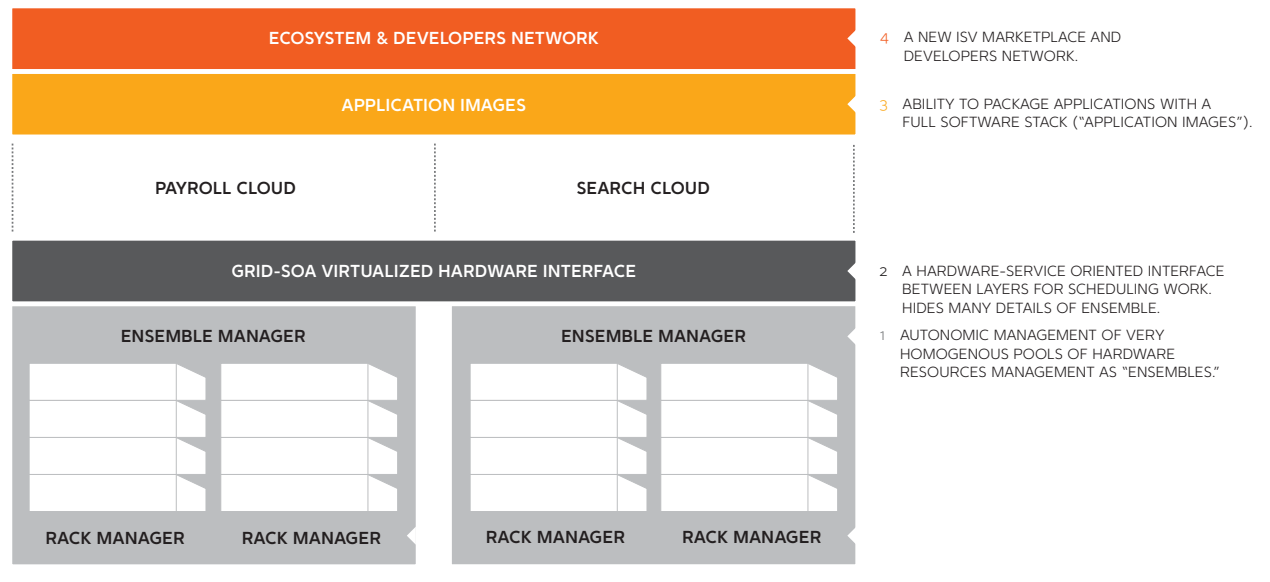 ECOSYSTEM & DEVELOPERS NETWORK
4 A NEW ISV MARKETPLACE AND
DEVELOPERS NETWORK.
APPLICATION IMAGES
3 ABILITY TO PACKAGE APPLICATIONS WITH A
FULL SOFTWARE STACK (“APPLICATION IMAGES”).
PAYROLL CLOUD
SEARCH CLOUD
GRID-SOA VIRTUALIZED HARDWARE INTERFACE
2 A HARDWARE-SERVICE ORIENTED INTERFACE
BETWEEN LAYERS FOR SCHEDULING WORK.
HIDES MANY DETAILS OF ENSEMBLE.
ENSEMBLE MANAGER
ENSEMBLE MANAGER
1 AUTONOMIC MANAGEMENT OF VERY
HOMOGENOUS POOLS OF HARDWARE
RESOURCES MANAGEMENT AS “ENSEMBLES.”
RACK MANAGER
RACK MANAGER
RACK MANAGER
RACK MANAGER